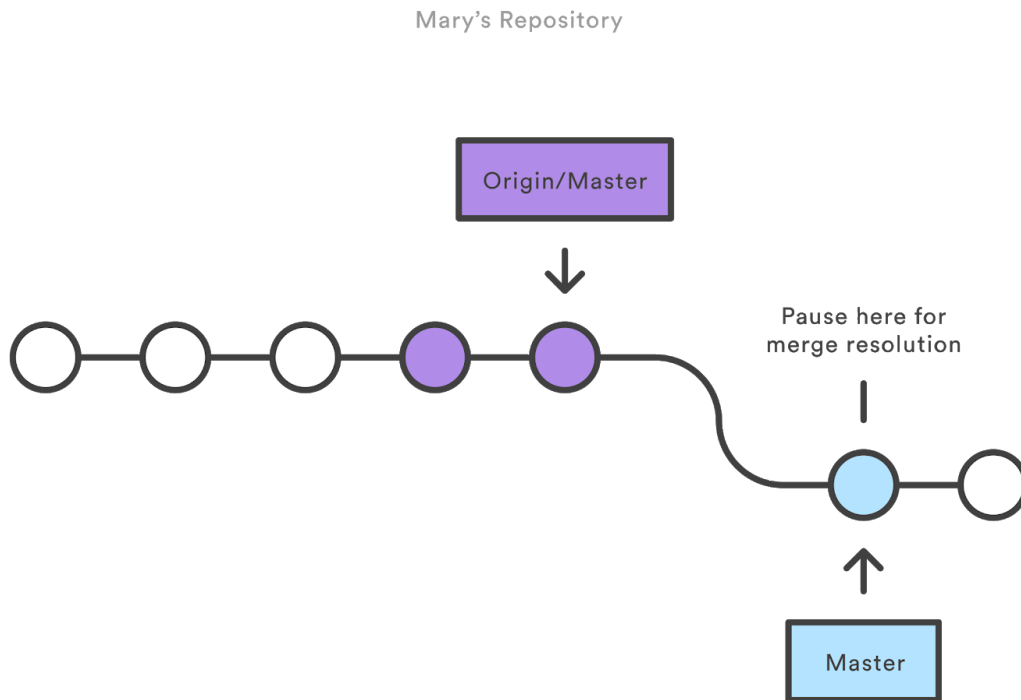 Mary’s Repository
Origin/Master
Pause here for
merge resolution
Master